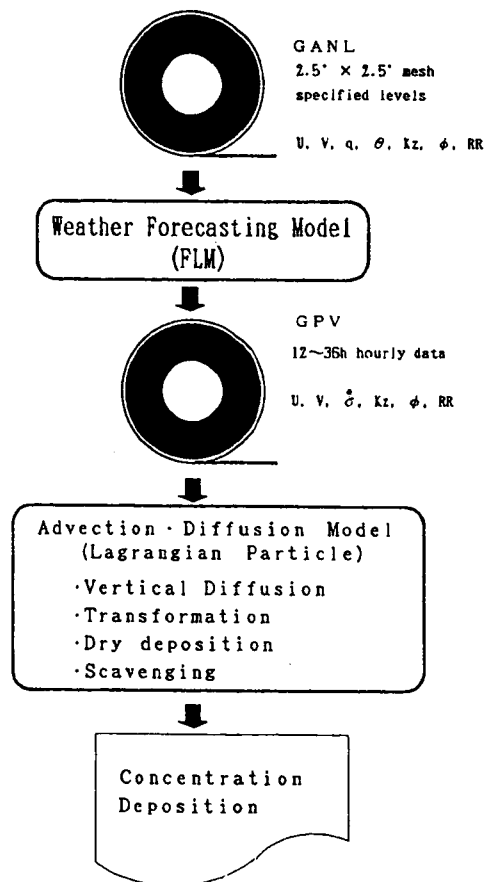 GANL
2.5° × 2.5° mesh
specified levels
U, V, q, θ, Kz, φ, RR
Weather Forecasting Model
(FLM)
GPV
12~36h hourly data
U, V, σ̇, Kz, φ, RR
Advection · Diffusion Model
(Lagrangian Particle)
·Vertical Diffusion
·Transformation
·Dry deposition
·Scavenging
Concentration
Deposition